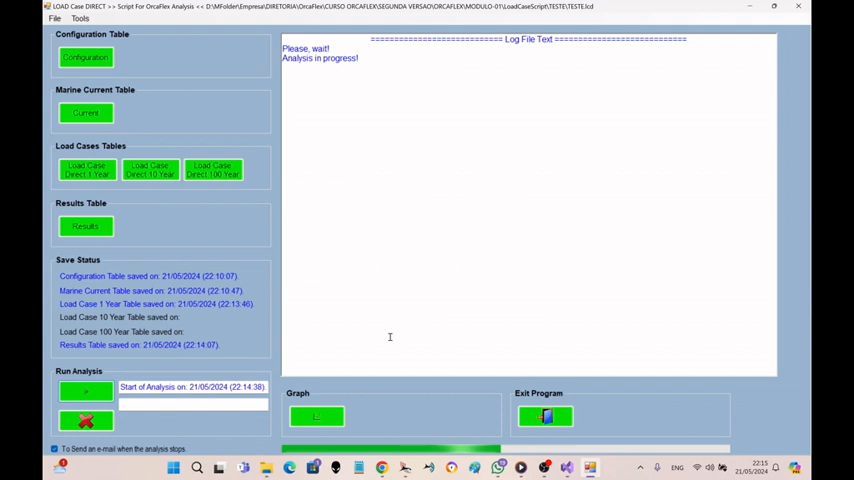 LOAD Case DIRECT >> Script For OrcaFlex Analysis << D:\MFolder\Empresa\DIRETORIA\OrcaFlex\CURSO ORCAFLEX\SEGUNDA VERSAO\ORCAFLEX\MODULO-01\LoadCaseScript\TESTE\TESTE.lcd
File Tools
Configuration Table
Configuration
Marine Current Table
Current
Load Cases Tables
Load Case Direct 1 Year
Load Case Direct 10 Year
Load Case Direct 100 Year
Results Table
Results
Save Status
Configuration Table saved on: 21/05/2024 (22:10:07).
Marine Current Table saved on: 21/05/2024 (22:10:47).
Load Case 1 Year Table saved on: 21/05/2024 (22:13:46).
Load Case 10 Year Table saved on:
Load Case 100 Year Table saved on:
Results Table saved on: 21/05/2024 (22:14:07).
Run Analysis
Start of Analysis on: 21/05/2024 (22:14:38).
To Send an e-mail when the analysis stops
============================ Log File Text ============================
Please, wait!
Analysis in progress!
Graph
Exit Program
ENG
22:15
21/05/2024